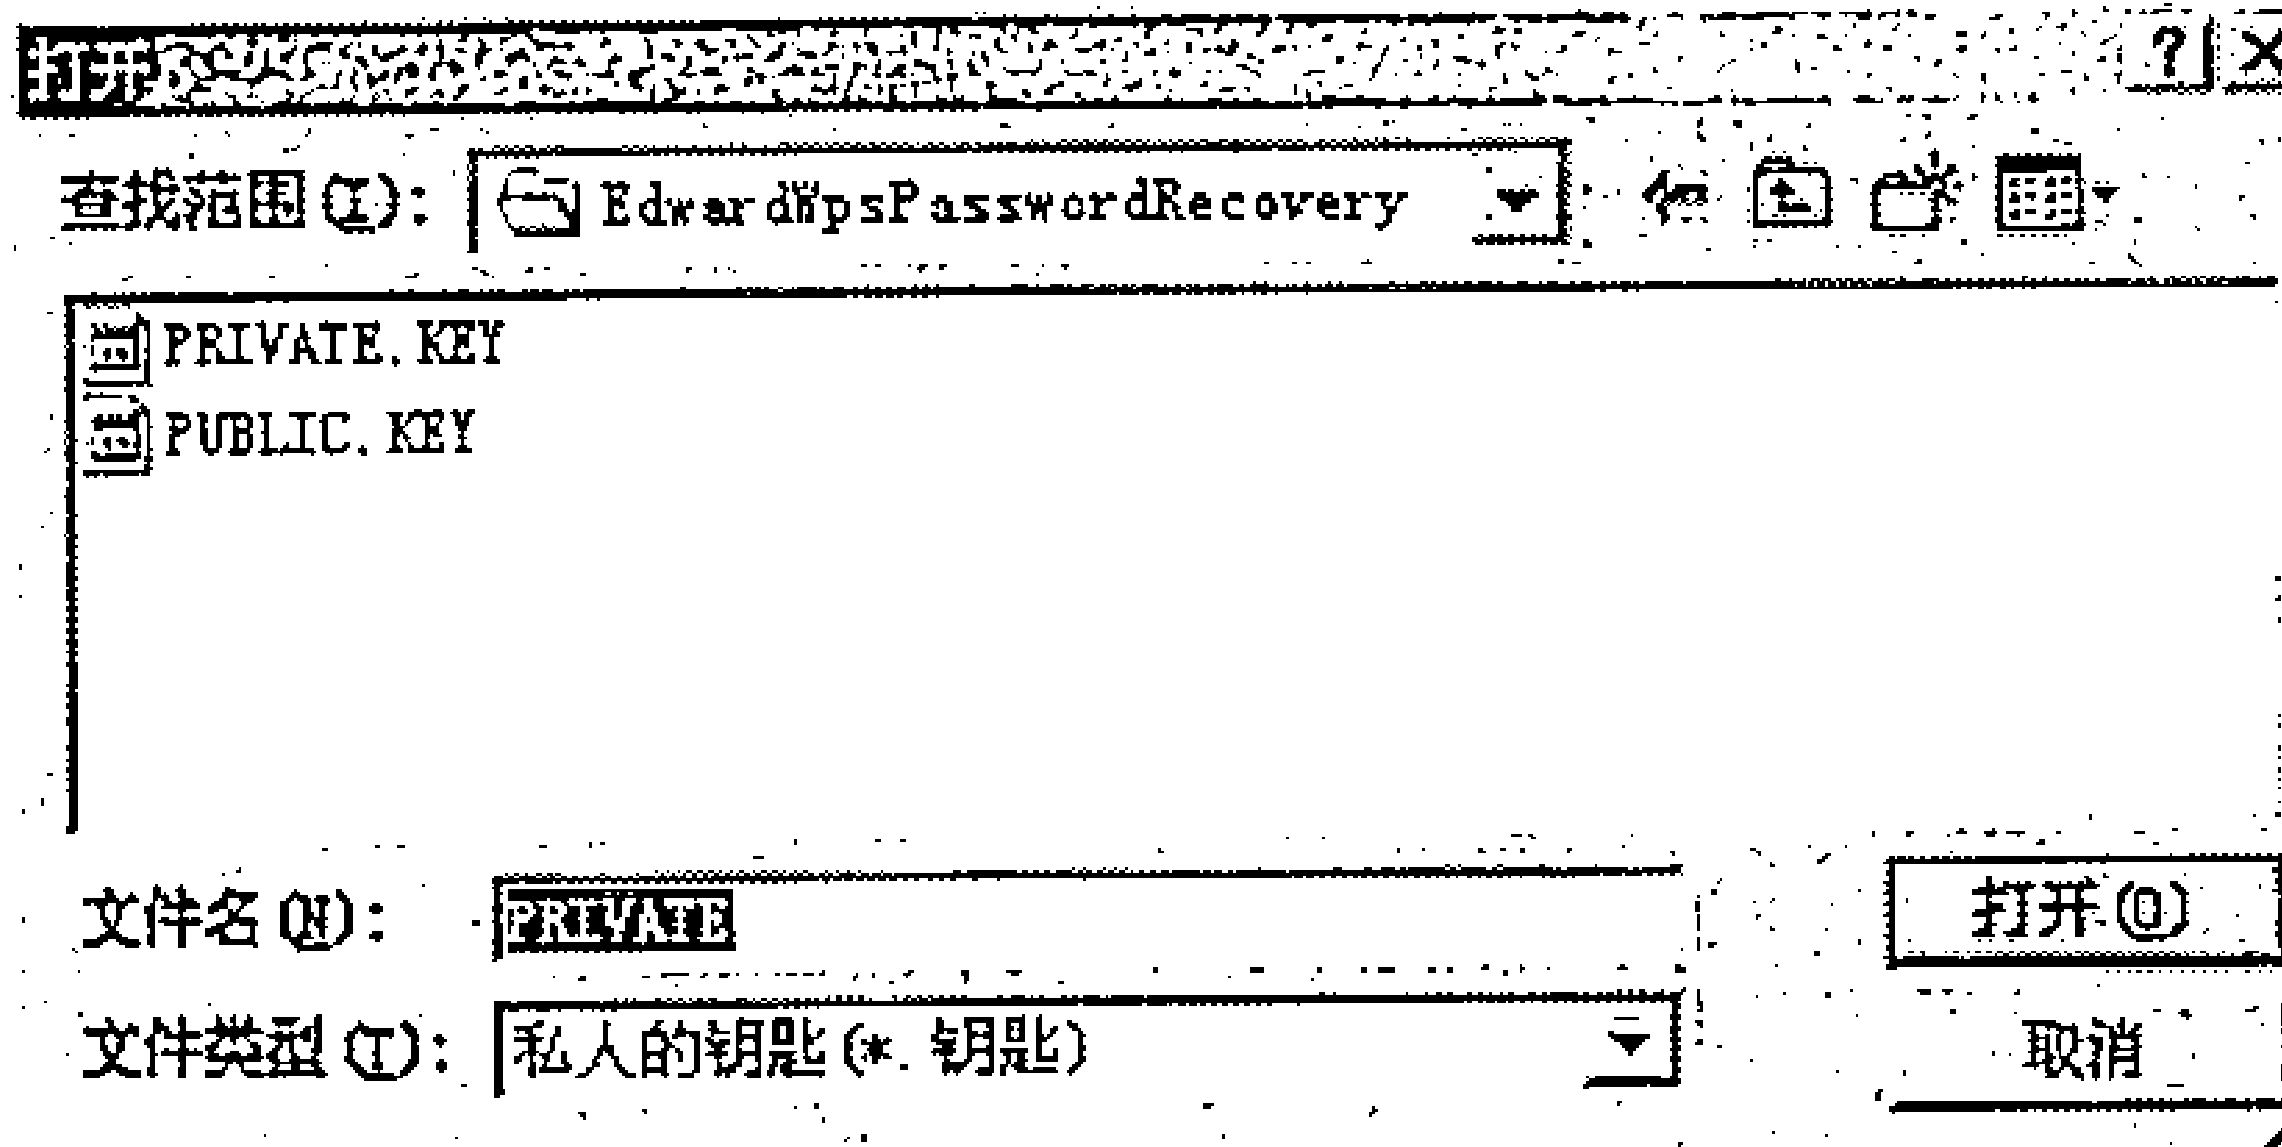 打开
查找范围(I): EdwardWpsPasswordRecovery
PRIVATE.KEY
PUBLIC.KEY
文件名(N): PRIVATE 打开(O)
文件类型(T): 私人的钥匙(*.钥匙) 取消